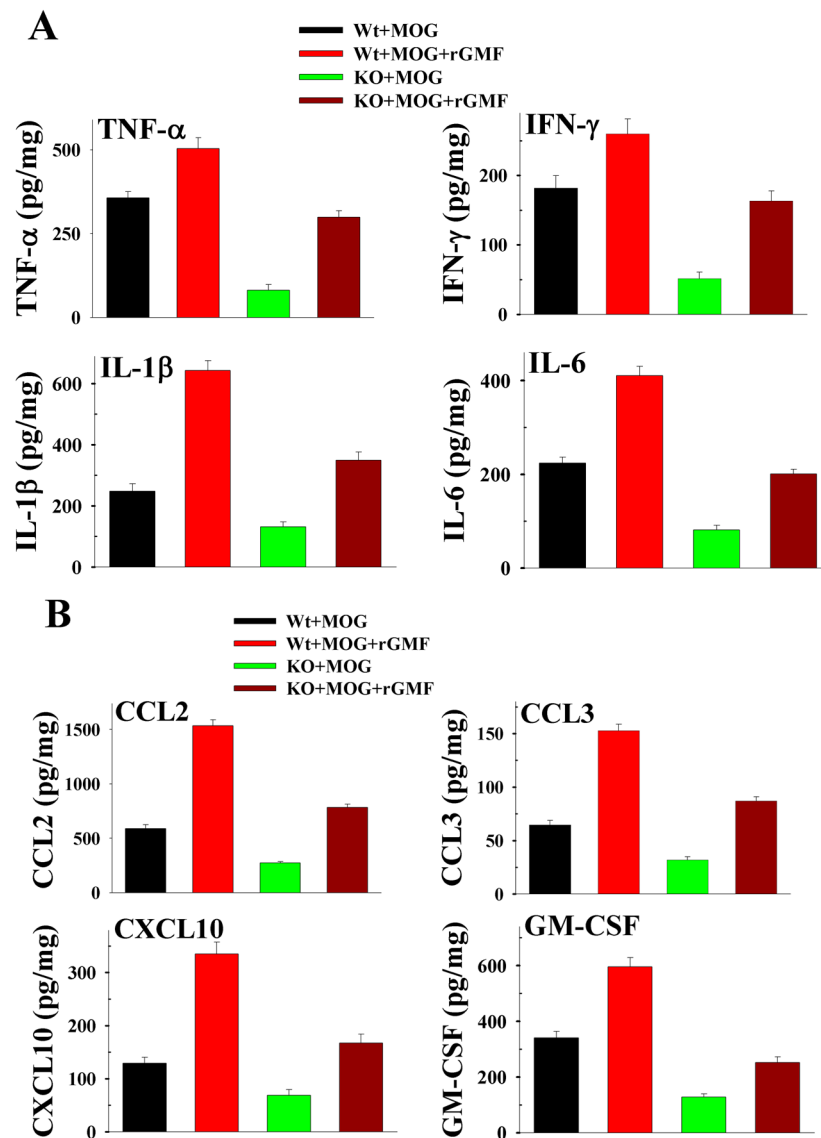 A
Wt+MOG
Wt+MOG+rGMF
KO+MOG
KO+MOG+rGMF
TNF-α
TNF-α (pg/mg)
500
250
0
IFN-γ
IFN-γ (pg/mg)
180
120
60
0
IL-1β
IL-1β (pg/mg)
600
400
200
0
IL-6
IL-6 (pg/mg)
400
200
0
B
Wt+MOG
Wt+MOG+rGMF
KO+MOG
KO+MOG+rGMF
CCL2
CCL2 (pg/mg)
1500
1000
500
0
CCL3
CCL3 (pg/mg)
150
100
50
0
CXCL10
CXCL10 (pg/mg)
300
200
100
0
GM-CSF
GM-CSF (pg/mg)
600
400
200
0